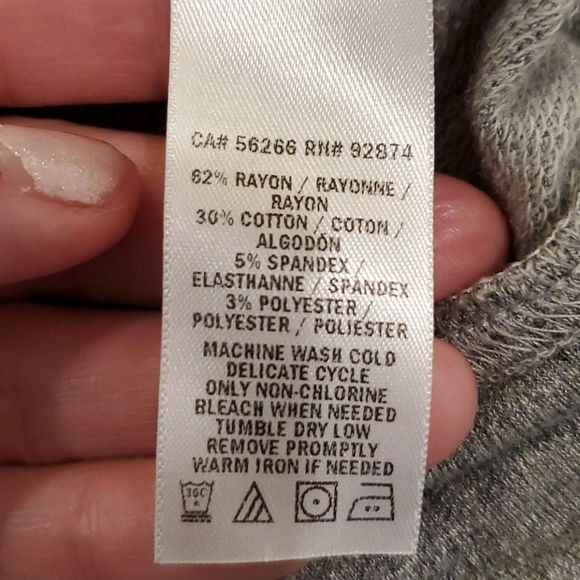 CA# 56266 RN# 92874
62% RAYON / RAYONNE /
RAYON
30% COTTON / COTON /
ALGODÓN
5% SPANDEX /
ELASTHANNE / SPANDEX
3% POLYESTER /
POLYESTER / POLIESTER
MACHINE WASH COLD
DELICATE CYCLE
ONLY NON-CHLORINE
BLEACH WHEN NEEDED
TUMBLE DRY LOW
REMOVE PROMPTLY
WARM IRON IF NEEDED
30C